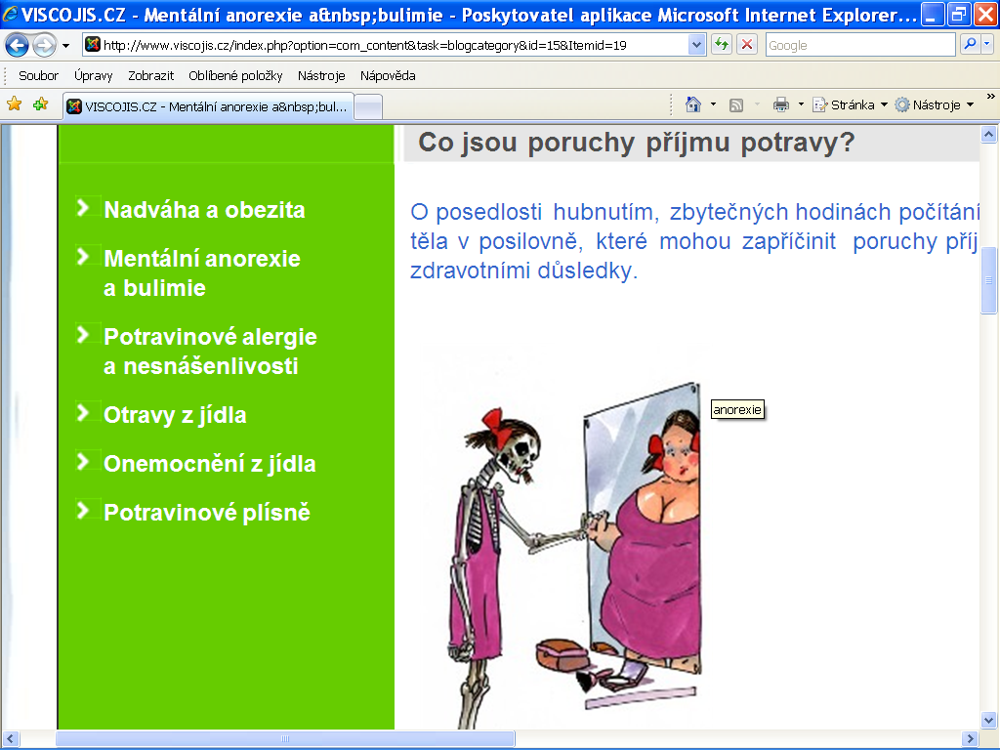 VISCOJIS.CZ - Mentální anorexie a&nbsp;bulimie - Poskytovatel aplikace Microsoft Internet Explorer...
http://www.viscojis.cz/index.php?option=com_content&task=blogcategory&id=15&Itemid=19
Google
Soubor Úpravy Zobrazit Oblíbené položky Nástroje Nápověda
VISCOJIS.CZ - Mentální anorexie a&nbsp;bul...
Stránka Nástroje »
Nadváha a obezita
Mentální anorexie
a bulimie
Potravinové alergie
a nesnášenlivosti
Otravy z jídla
Onemocnění z jídla
Potravinové plísně
Co jsou poruchy příjmu potravy?
O posedlosti hubnutím, zbytečných hodinách počítán
těla v posilovně, které mohou zapříčinit poruchy příj
zdravotními důsledky.
anorexie